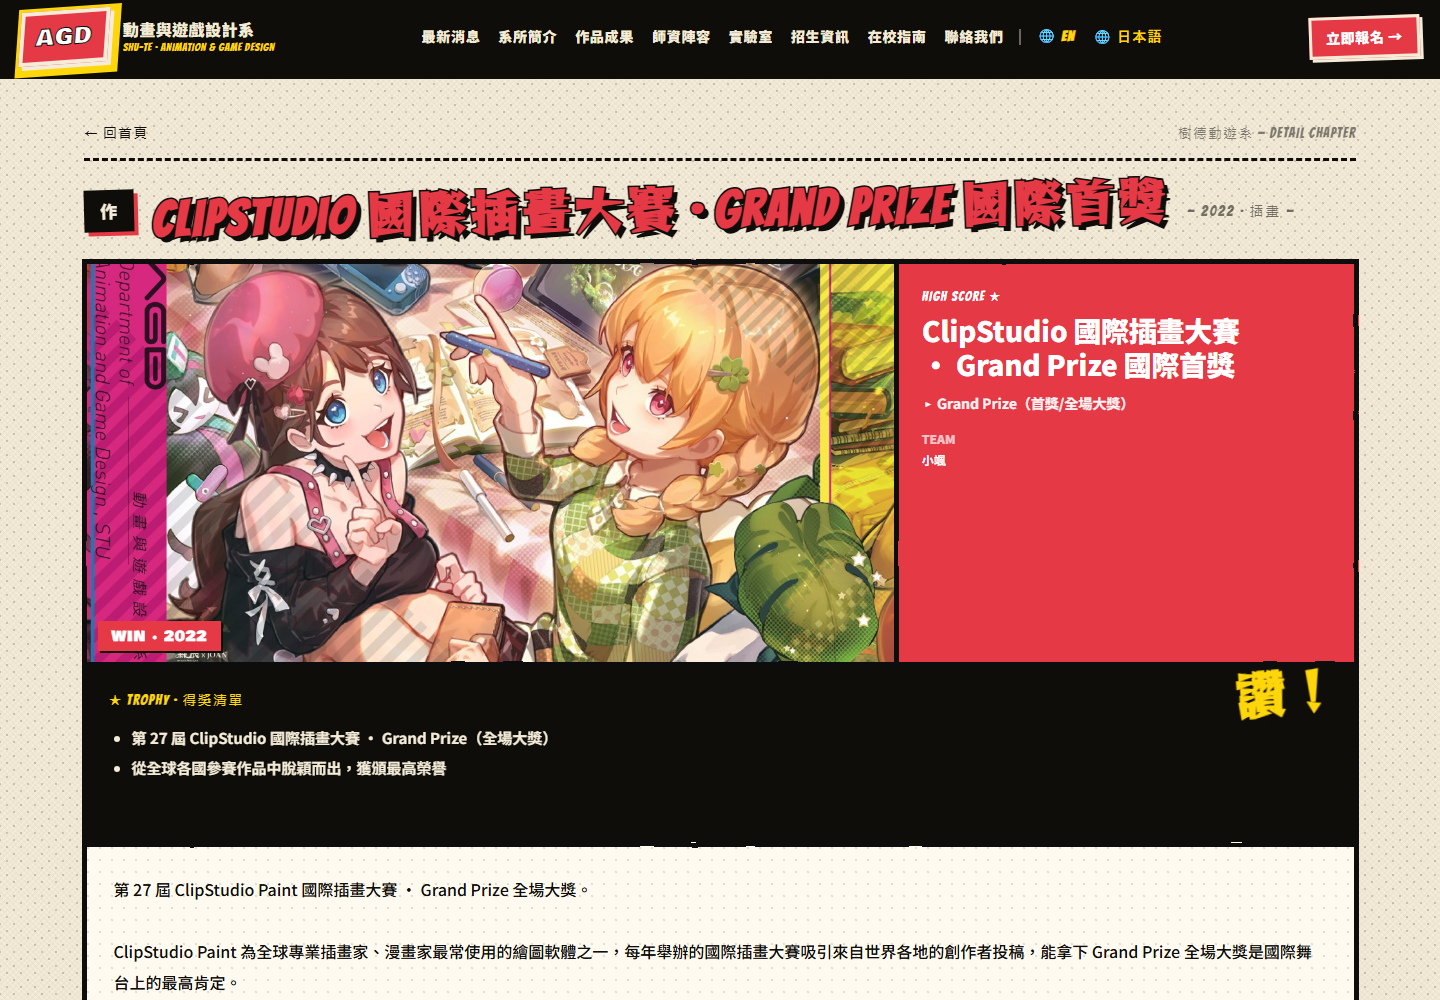 AGD
動畫與遊戲設計系
SHU-TE · ANIMATION & GAME DESIGN
最新消息 系所簡介 作品成果 師資陣容 實驗室 招生資訊 在校指南 聯絡我們 | EN 日本語
立即報名 →
← 回首頁
樹德動遊系 — DETAIL CHAPTER
作
CLIPSTUDIO 國際插畫大賽・GRAND PRIZE 國際首獎
— 2022・插畫 —
AGD
Department of
Animation and Game Design , STU
動畫與遊戲設
系
WIN・2022
HIGH SCORE ★
ClipStudio 國際插畫大賽
・ Grand Prize 國際首獎
▸ Grand Prize（首獎/全場大獎）
TEAM
小颯
★ TROPHY・得獎清單
讚！
• 第 27 屆 ClipStudio 國際插畫大賽 ・ Grand Prize（全場大獎）
• 從全球各國參賽作品中脫穎而出，獲頒最高榮譽
第 27 屆 ClipStudio Paint 國際插畫大賽 ・ Grand Prize 全場大獎。
ClipStudio Paint 為全球專業插畫家、漫畫家最常使用的繪圖軟體之一，每年舉辦的國際插畫大賽吸引來自世界各地的創作者投稿，能拿下 Grand Prize 全場大獎是國際舞
台上的最高肯定。